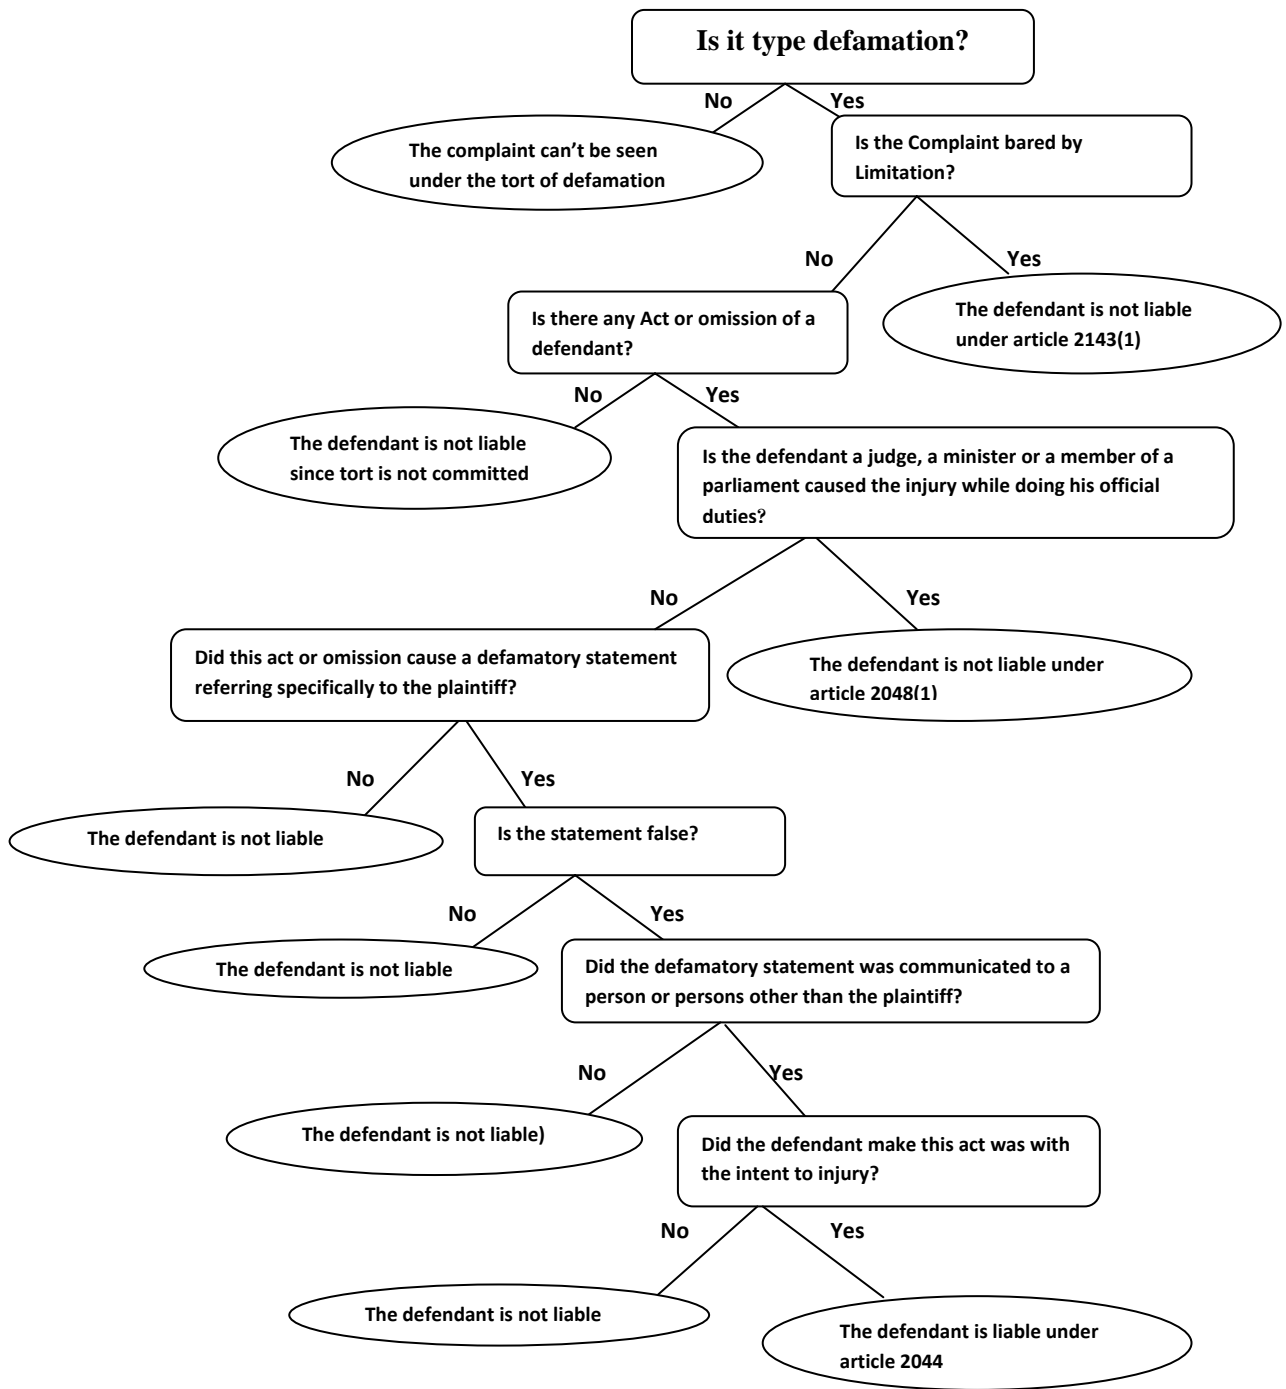 Is it type defamation?
No
Yes
The complaint can't be seen
under the tort of defamation
Is the Complaint bared by
Limitation?
No
Yes
Is there any Act or omission of a
defendant?
The defendant is not liable
under article 2143(1)
No
Yes
The defendant is not liable
since tort is not committed
Is the defendant a judge, a minister or a member of a
parliament caused the injury while doing his official
duties?
No
Yes
Did this act or omission cause a defamatory statement
referring specifically to the plaintiff?
The defendant is not liable under
article 2048(1)
No
Yes
The defendant is not liable
Is the statement false?
No
Yes
The defendant is not liable
Did the defamatory statement was communicated to a
person or persons other than the plaintiff?
No
Yes
The defendant is not liable)
Did the defendant make this act was with
the intent to injury?
No
Yes
The defendant is not liable
The defendant is liable under
article 2044